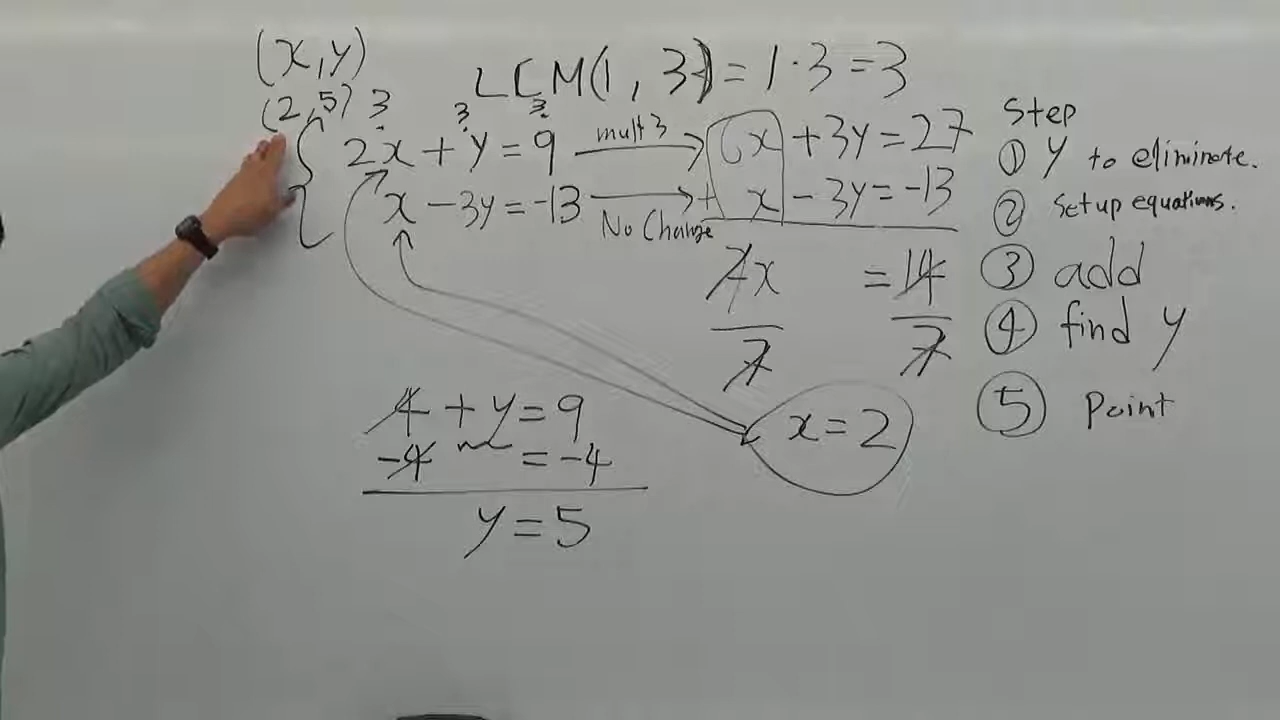 (x,y)
(2,5)
LCM(1, 3) = 1·3 = 3
3 3 3
2x + y = 9
mult 3
6x + 3y = 27
x - 3y = -13
No Change
+ x - 3y = -13
7x = 14
7 7
x = 2
4 + y = 9
-4 = -4
y = 5
Step
① y to eliminate.
② Setup equations.
③ add
④ find y
⑤ Point